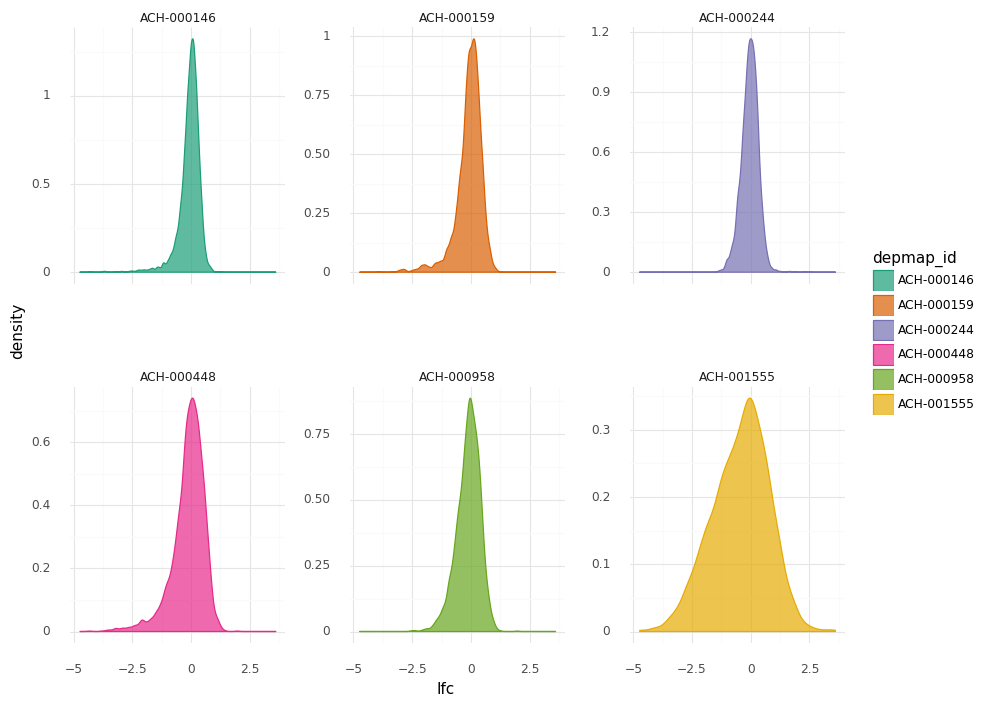 ACH-000146
ACH-000159
ACH-000244
1
0.5
0
1
0.75
0.50
0.25
0
1.2
0.9
0.6
0.3
0
density
ACH-000448
ACH-000958
ACH-001555
0.6
0.4
0.2
0
0.75
0.50
0.25
0
0.3
0.2
0.1
0
−5 −2.5 0 2.5
−5 −2.5 0 2.5
−5 −2.5 0 2.5
lfc
depmap_id
ACH-000146
ACH-000159
ACH-000244
ACH-000448
ACH-000958
ACH-001555